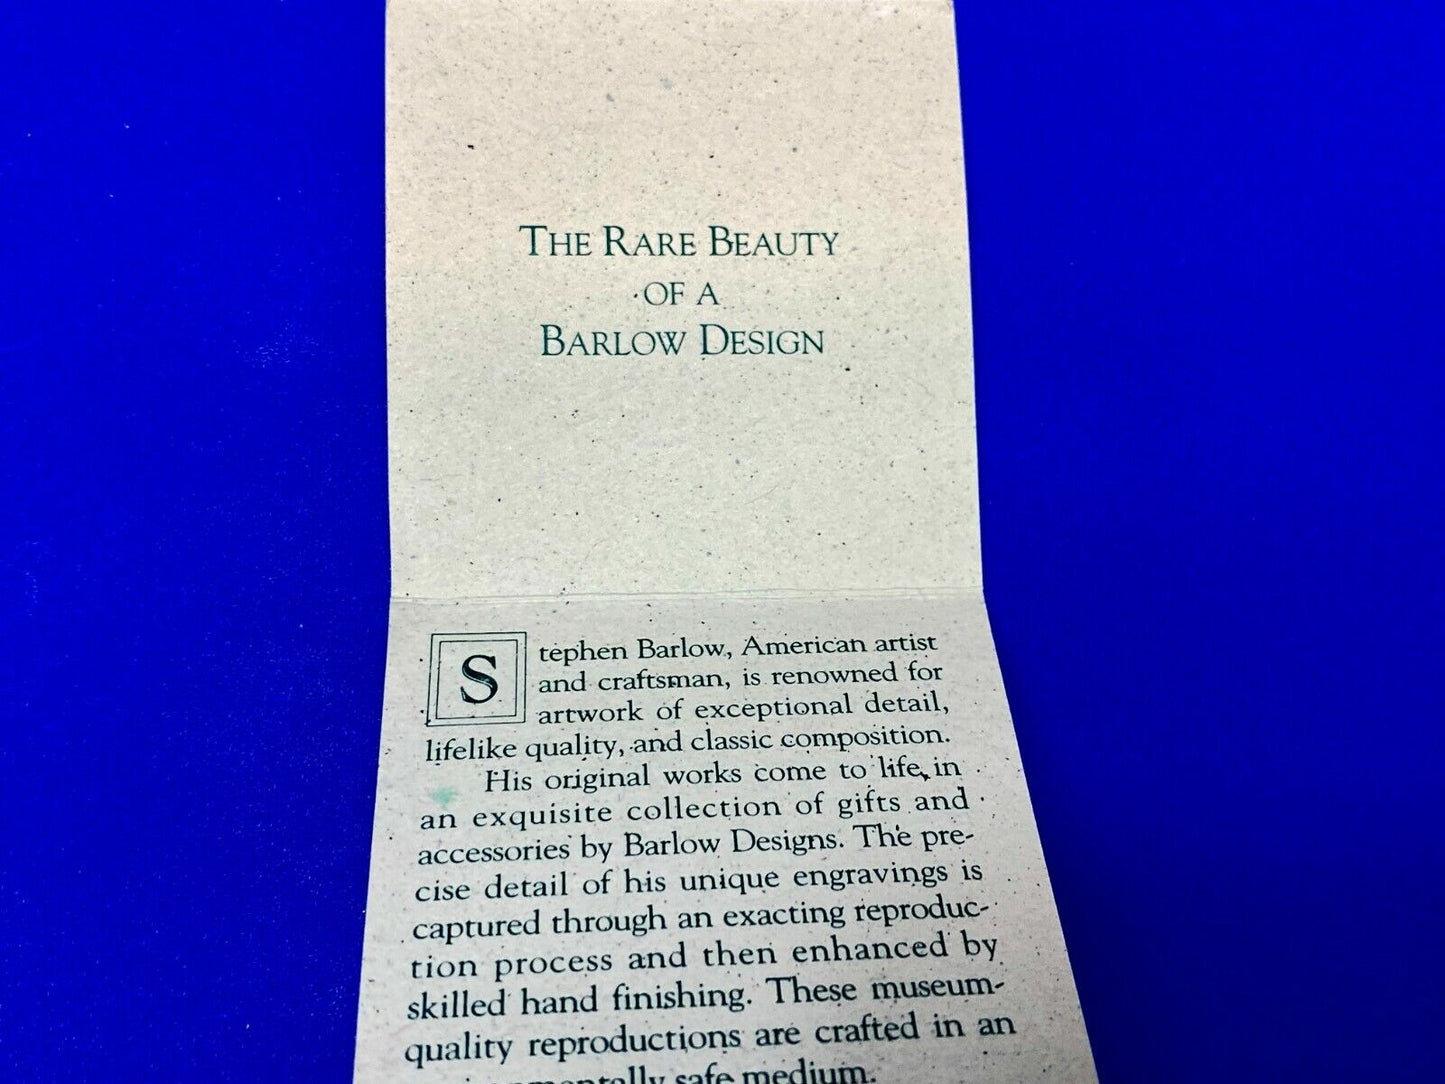 THE RARE BEAUTY
OF A
BARLOW DESIGN
Stephen Barlow, American artist
and craftsman, is renowned for
artwork of exceptional detail,
lifelike quality, and classic composition.
His original works come to life in
an exquisite collection of gifts and
accessories by Barlow Designs. The pre-
cise detail of his unique engravings is
captured through an exacting reproduc-
tion process and then enhanced by
skilled hand finishing. These museum-
quality reproductions are crafted in an
safe medium.